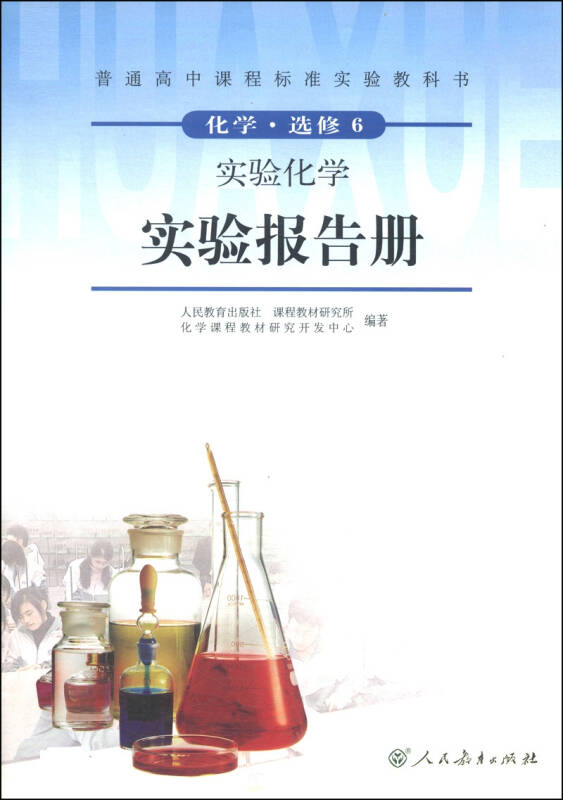 HUAXUE
普通高中课程标准实验教科书
化学·选修 6
实验化学
实验报告册
人民教育出版社 课程教材研究所
化学课程教材研究开发中心
编著
人民教育出版社